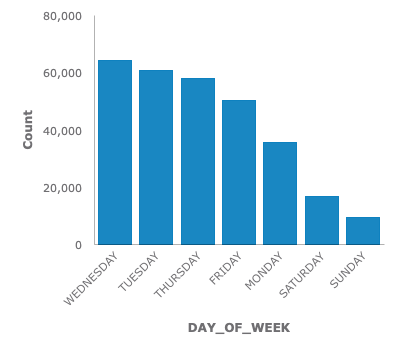 80,000
60,000
40,000
20,000
0
Count
WEDNESDAY
TUESDAY
THURSDAY
FRIDAY
MONDAY
SATURDAY
SUNDAY
DAY_OF_WEEK